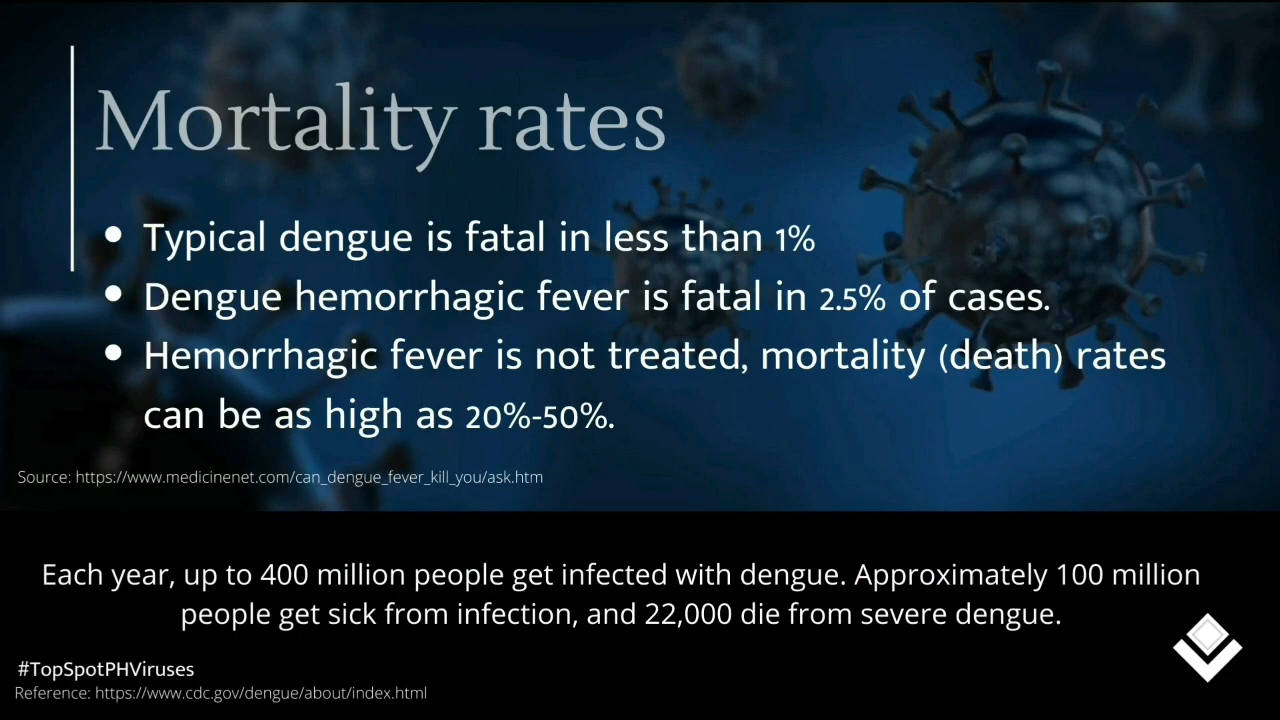 Mortality rates
• Typical dengue is fatal in less than 1%
• Dengue hemorrhagic fever is fatal in 2.5% of cases.
• Hemorrhagic fever is not treated, mortality (death) rates
can be as high as 20%-50%.
Source: https://www.medicinenet.com/can_dengue_fever_kill_you/ask.htm
Each year, up to 400 million people get infected with dengue. Approximately 100 million
people get sick from infection, and 22,000 die from severe dengue.
#TopSpotPHViruses
Reference: https://www.cdc.gov/dengue/about/index.html